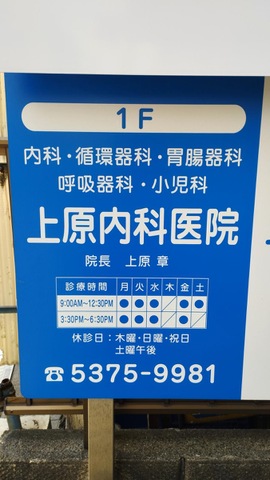 1F
内科・循環器科・胃腸器科
呼吸器科・小児科
上原内科医院
院長 上原 章
診療時間 月 火 水 木 金 土
9:00AM〜12:30PM ● ● ● ／ ● ●
3:30PM〜6:30PM ● ● ● ／ ● ／
休診日：木曜・日曜・祝日
土曜午後
☎5375-9981